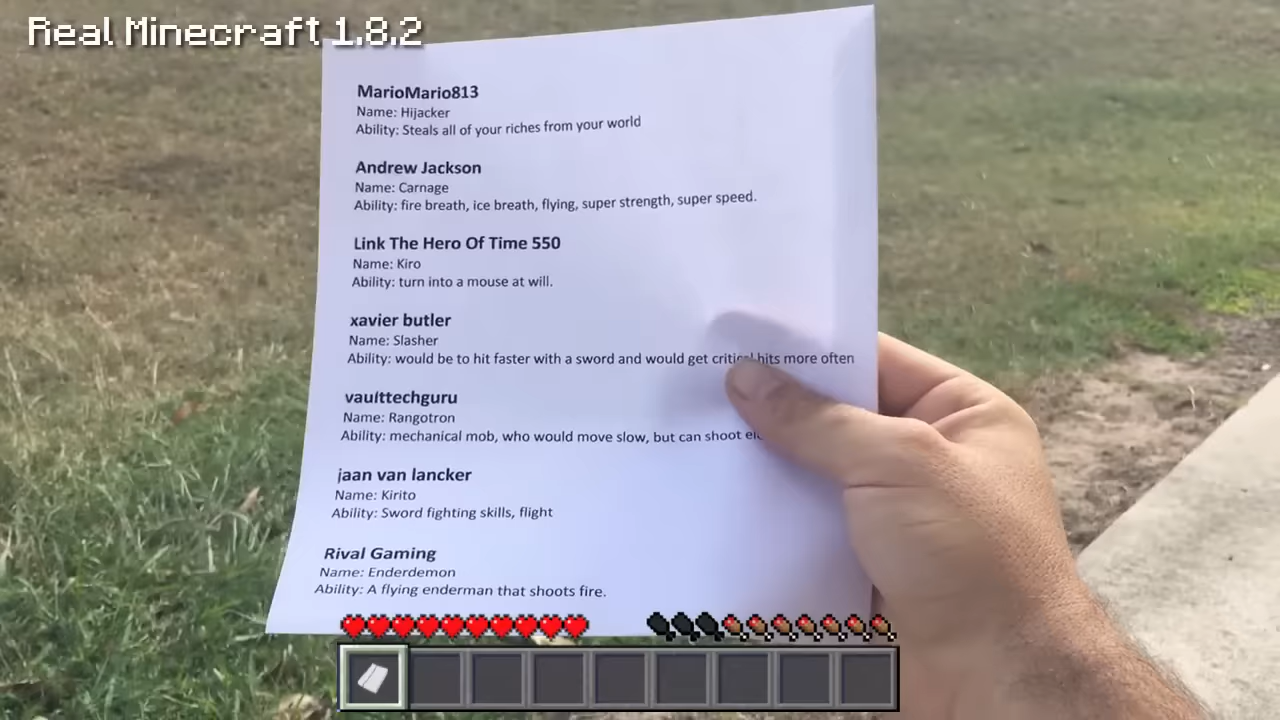 Real Minecraft 1.8.2
MarioMario813
Name: Hijacker
Ability: Steals all of your riches from your world
Andrew Jackson
Name: Carnage
Ability: fire breath, ice breath, flying, super strength, super speed.
Link The Hero Of Time 550
Name: Kiro
Ability: turn into a mouse at will.
xavier butler
Name: Slasher
Ability: would be to hit faster with a sword and would get critical hits more often
vaulttechguru
Name: Rangotron
Ability: mechanical mob, who would move slow, but can shoot
jaan van lancker
Name: Kirito
Ability: Sword fighting skills, flight
Rival Gaming
Name: Enderdemon
Ability: A flying enderman that shoots fire.